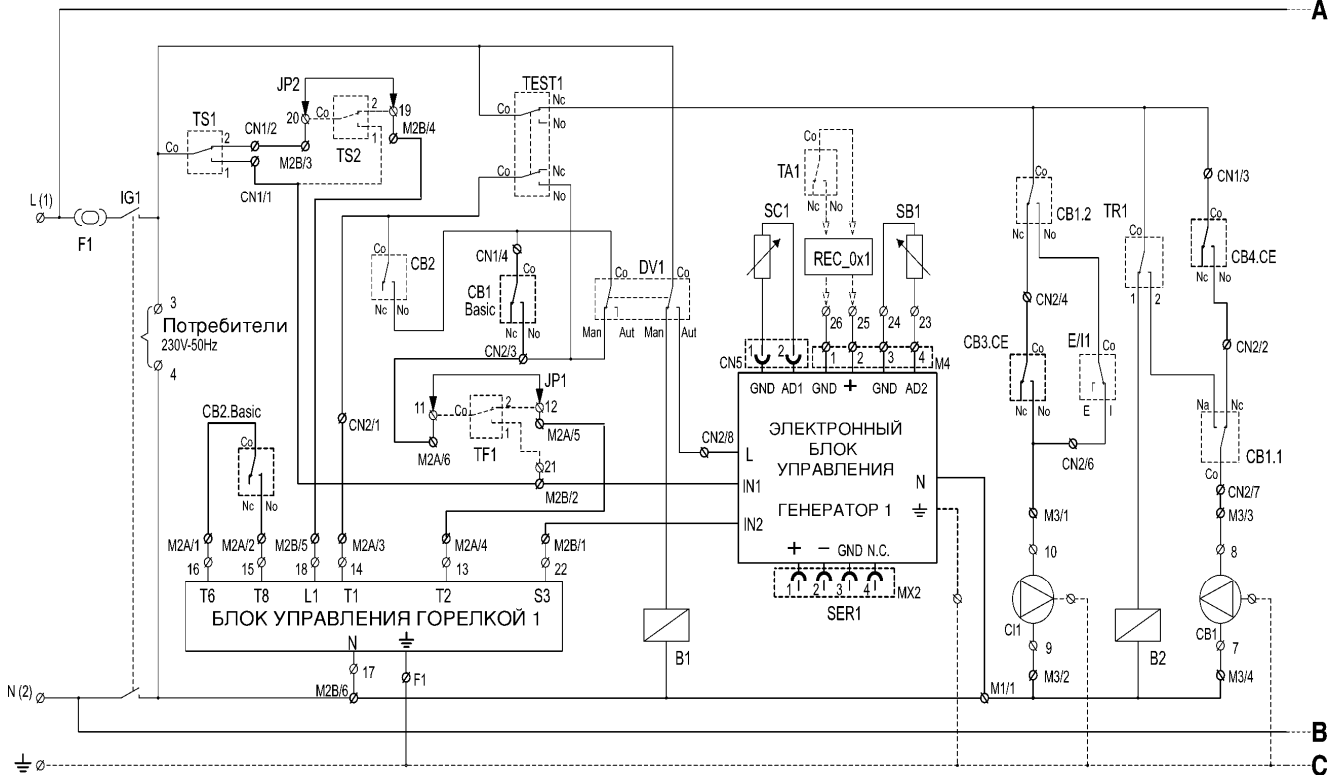 A
JP2
TEST1
Nc
20 Co 2 19
Co No
TS1 CN1/2 M2B/4
Co 2 M2B/3 1 TS2
1 CN1/1
Co Nc
No
Co
TA1
Nc No
Co CN1/3
L (1) IG1
F1
Co CB2
Nc No
CN1/4
Co
CB1
Basic
Nc No
CN2/3
DV1
Co Co
Man Aut Man Aut
SC1
REC_0x1
SB1
26 25 24 23
CB1.2
Nc No
TR1
Co
1 2
Co
CB4.CE
Nc No
3
Потребители
230V-50Hz
4
CN2/4
CB3.CE Co
Nc No
E/I1 Co
E I
CN2/2
CN5 1 2
1 2 3 4 M4
GND AD1 GND + GND AD2
JP1
11 Co 2 12
M2A/5
M2A/6 TF1 1
21
M2B/2
CB2.Basic
Co
Nc No
CN2/1
CN2/8
L
IN1
IN2
ЭЛЕКТРОННЫЙ
БЛОК
УПРАВЛЕНИЯ
N
ГЕНЕРАТОР 1
+ − GND N.C.
1 2 3 4 MX2
SER1
CN2/6
Na Nc
CB1.1
Co
CN2/7
M3/1 M3/3
10 8
CI1 CB1
9 7
M3/2 M3/4
M2A/1 M2A/2 M2B/5 M2A/3 M2A/4 M2B/1
16 15 18 14 13 22
T6 T8 L1 T1 T2 S3
БЛОК УПРАВЛЕНИЯ ГОРЕЛКОЙ 1
N
17 F1
B1 B2
N (2) M2B/6 M1/1
B
C